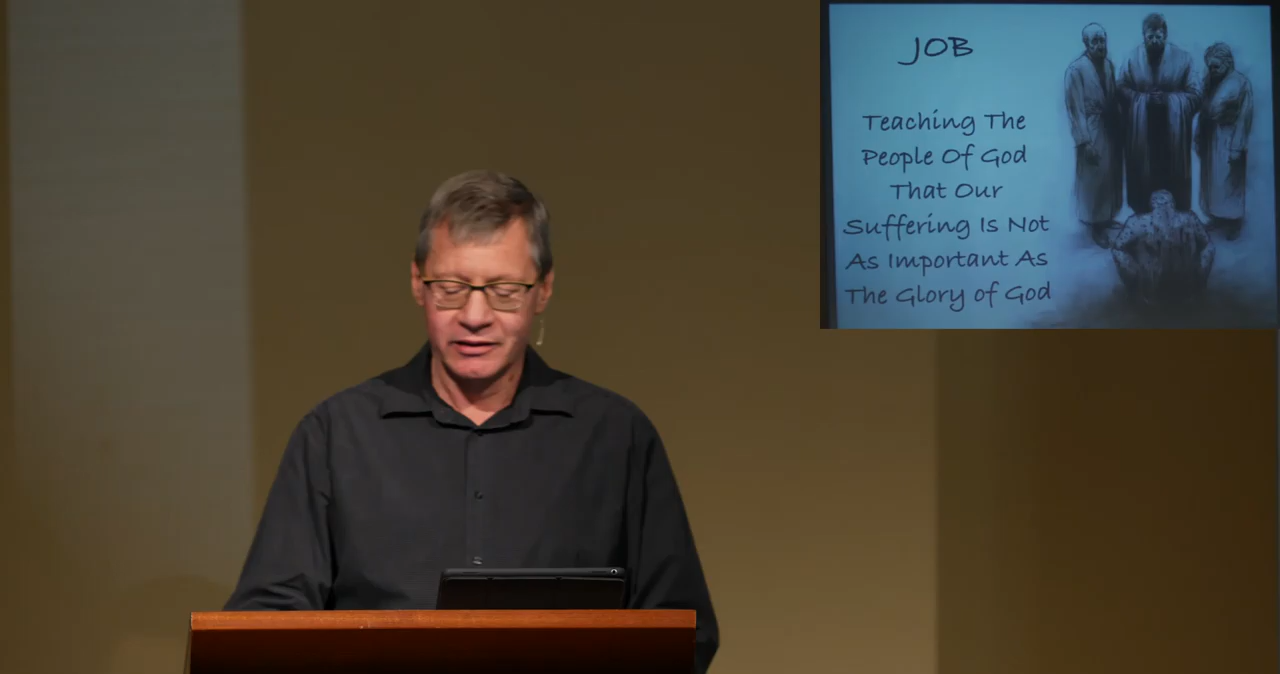 JOB
Teaching The
People Of God
That Our
Suffering Is Not
As Important As
The Glory of God